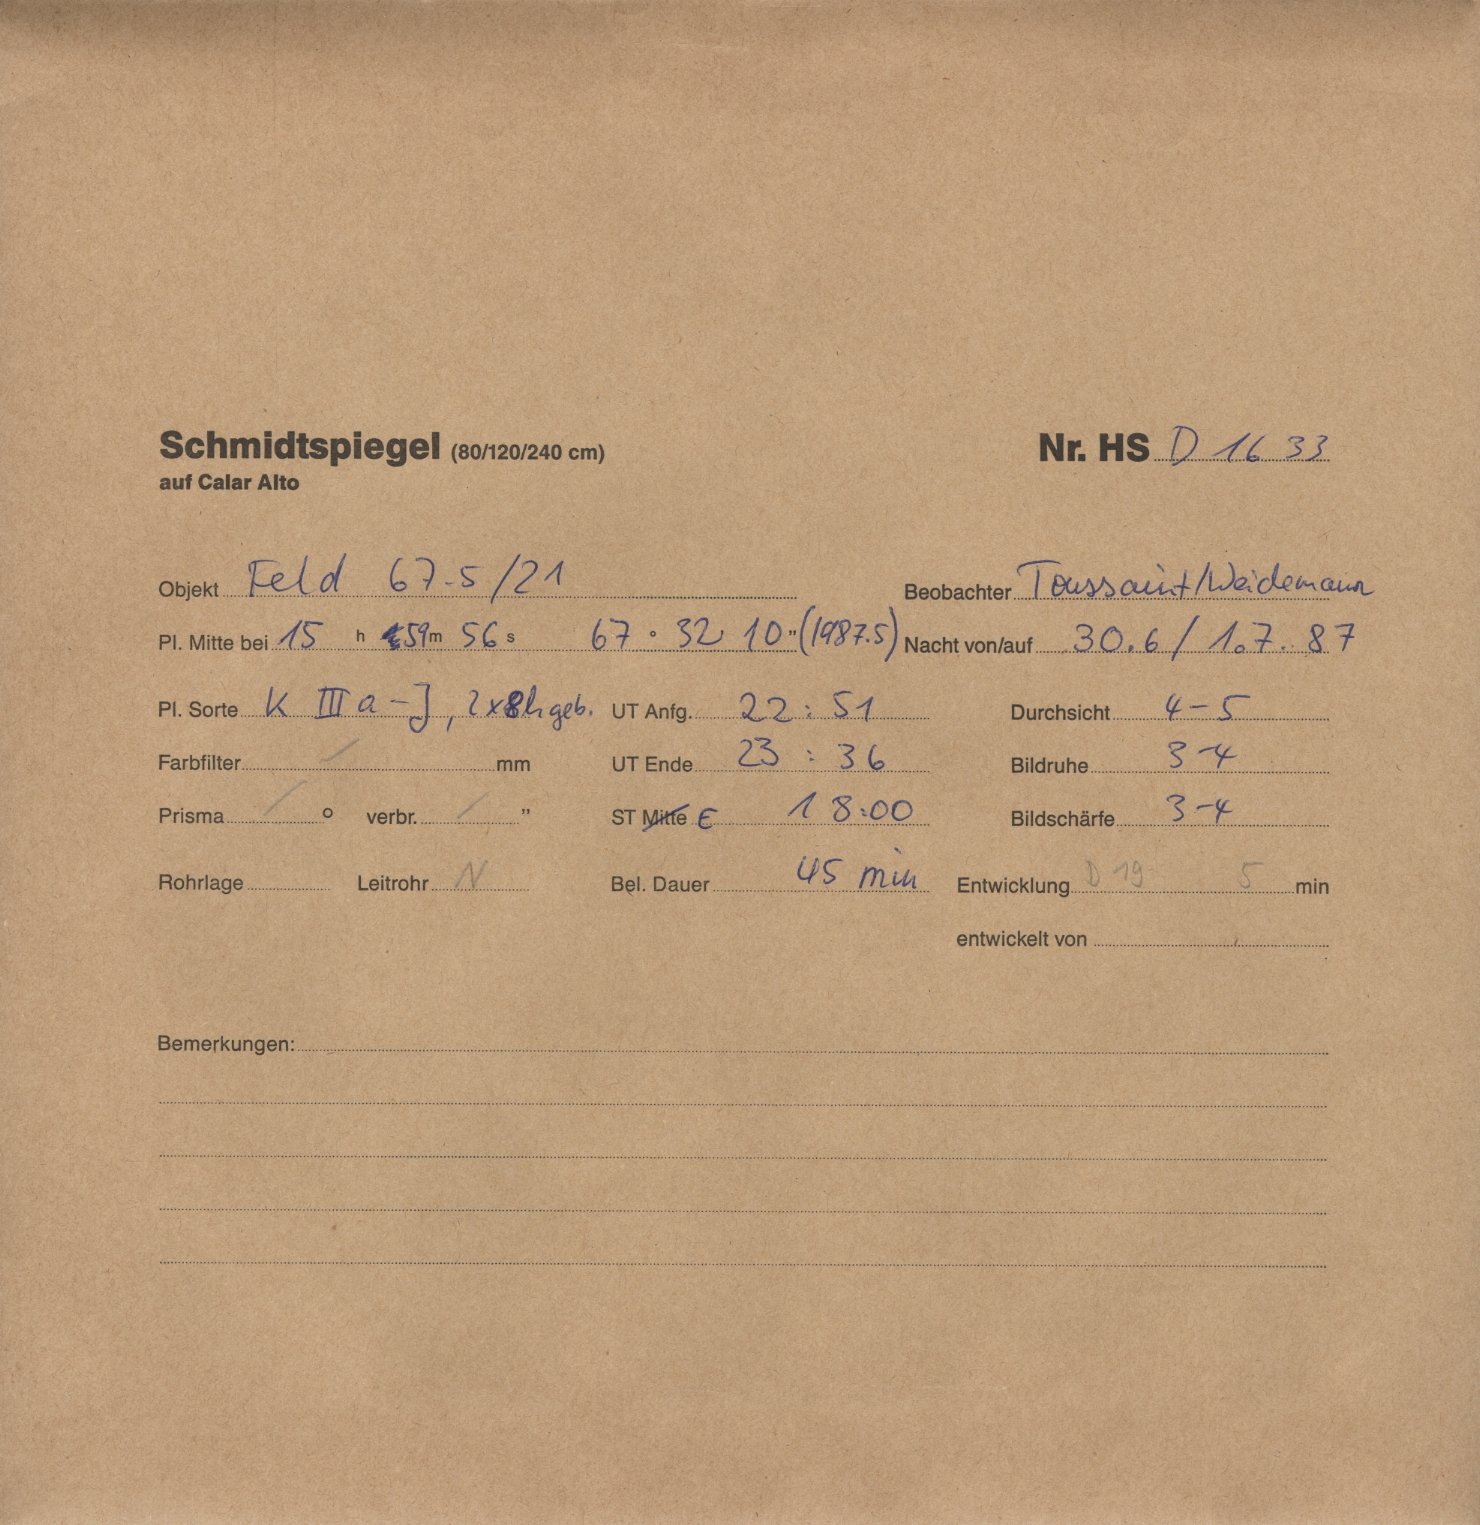 Schmidtspiegel (80/120/240 cm) Nr. HS D 1633
auf Calar Alto
Objekt Feld 67.5/21 Beobachter Toussaint/Weidemann
Pl. Mitte bei 15 h 59 m 56 s 67 ° 32 ' 10 " (1987.5) Nacht von/auf 30.6 / 1.7. 87
Pl. Sorte K III a-J, 2x8h geb. UT Anfg. 22 : 51 Durchsicht 4-5
Farbfilter / mm UT Ende 23 : 36 Bildruhe 3-4
Prisma / ° verbr. / " ST Mitte E 18:00 Bildschärfe 3-4
Rohrlage Leitrohr N Bel. Dauer 45 min Entwicklung D 19 5 min
entwickelt von
Bemerkungen: